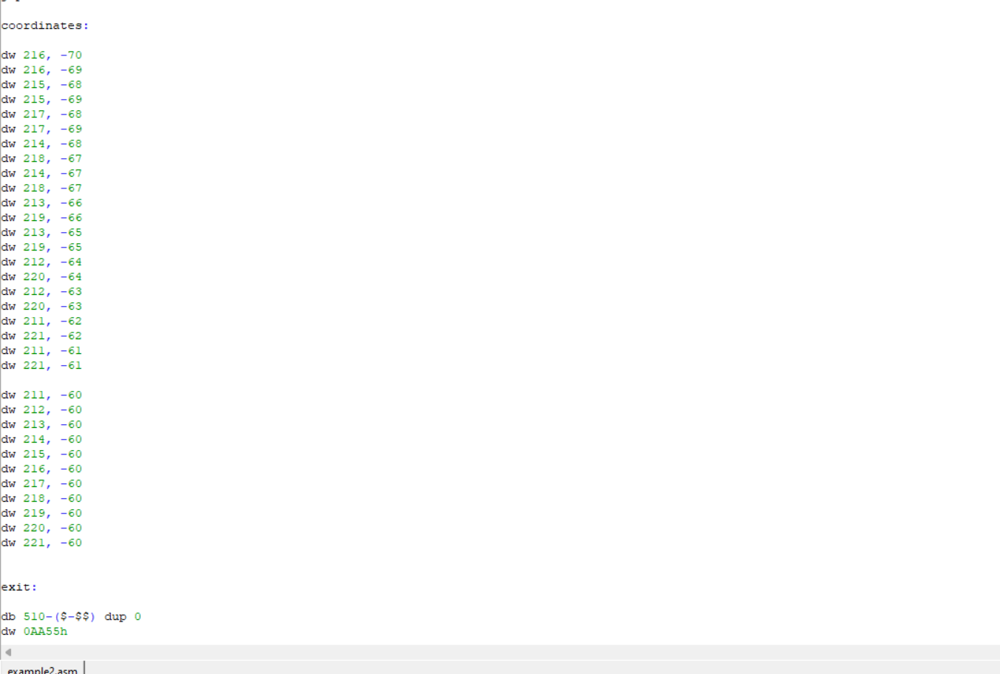 coordinates:
dw 216, -70
dw 216, -69
dw 215, -68
dw 215, -69
dw 217, -68
dw 217, -69
dw 214, -68
dw 218, -67
dw 214, -67
dw 218, -67
dw 213, -66
dw 219, -66
dw 213, -65
dw 219, -65
dw 212, -64
dw 220, -64
dw 212, -63
dw 220, -63
dw 211, -62
dw 221, -62
dw 211, -61
dw 221, -61
dw 211, -60
dw 212, -60
dw 213, -60
dw 214, -60
dw 215, -60
dw 216, -60
dw 217, -60
dw 218, -60
dw 219, -60
dw 220, -60
dw 221, -60
exit:
db 510-($-$$) dup 0
dw 0AA55h
example2.asm